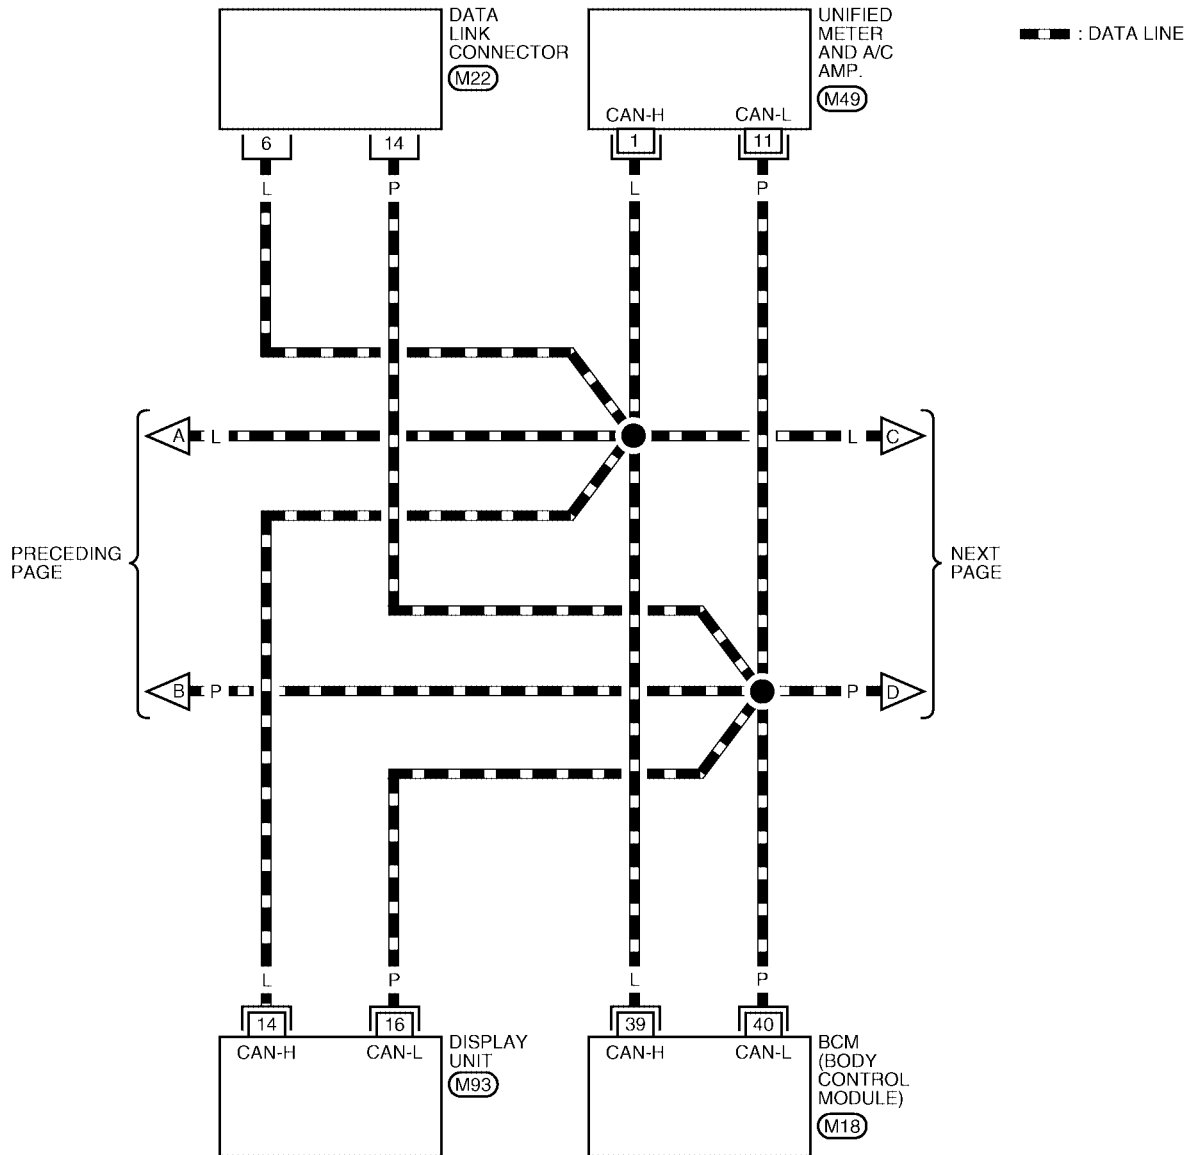 DATA
LINK
CONNECTOR
M22
UNIFIED
METER
AND A/C
AMP.
M49
: DATA LINE
CAN-H
CAN-L
6
14
1
11
L
P
L
P
A
L
L
C
PRECEDING
PAGE
NEXT
PAGE
B
P
P
D
L
P
L
P
14
16
39
40
CAN-H
CAN-L
DISPLAY
UNIT
M93
CAN-H
CAN-L
BCM
(BODY
CONTROL
MODULE)
M18